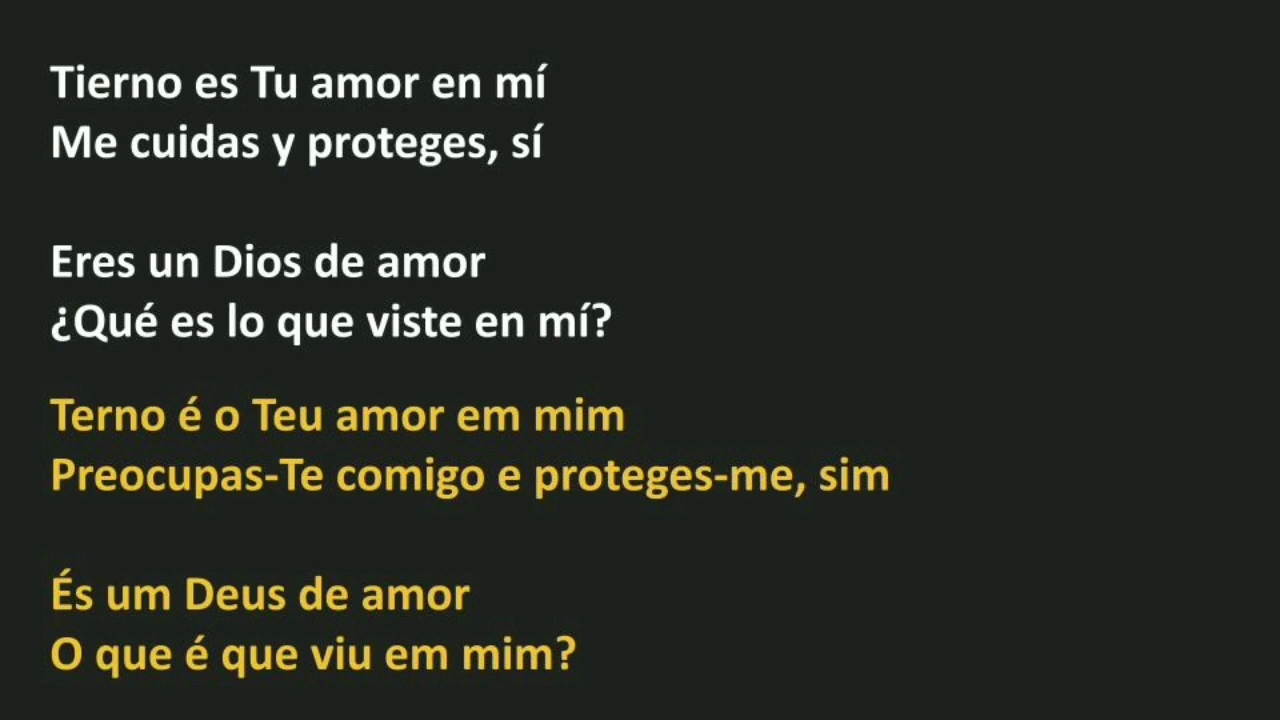 Tierno es Tu amor en mí
Me cuidas y proteges, sí
Eres un Dios de amor
¿Qué es lo que viste en mí?
Terno é o Teu amor em mim
Preocupas-Te comigo e proteges-me, sim
És um Deus de amor
O que é que viu em mim?